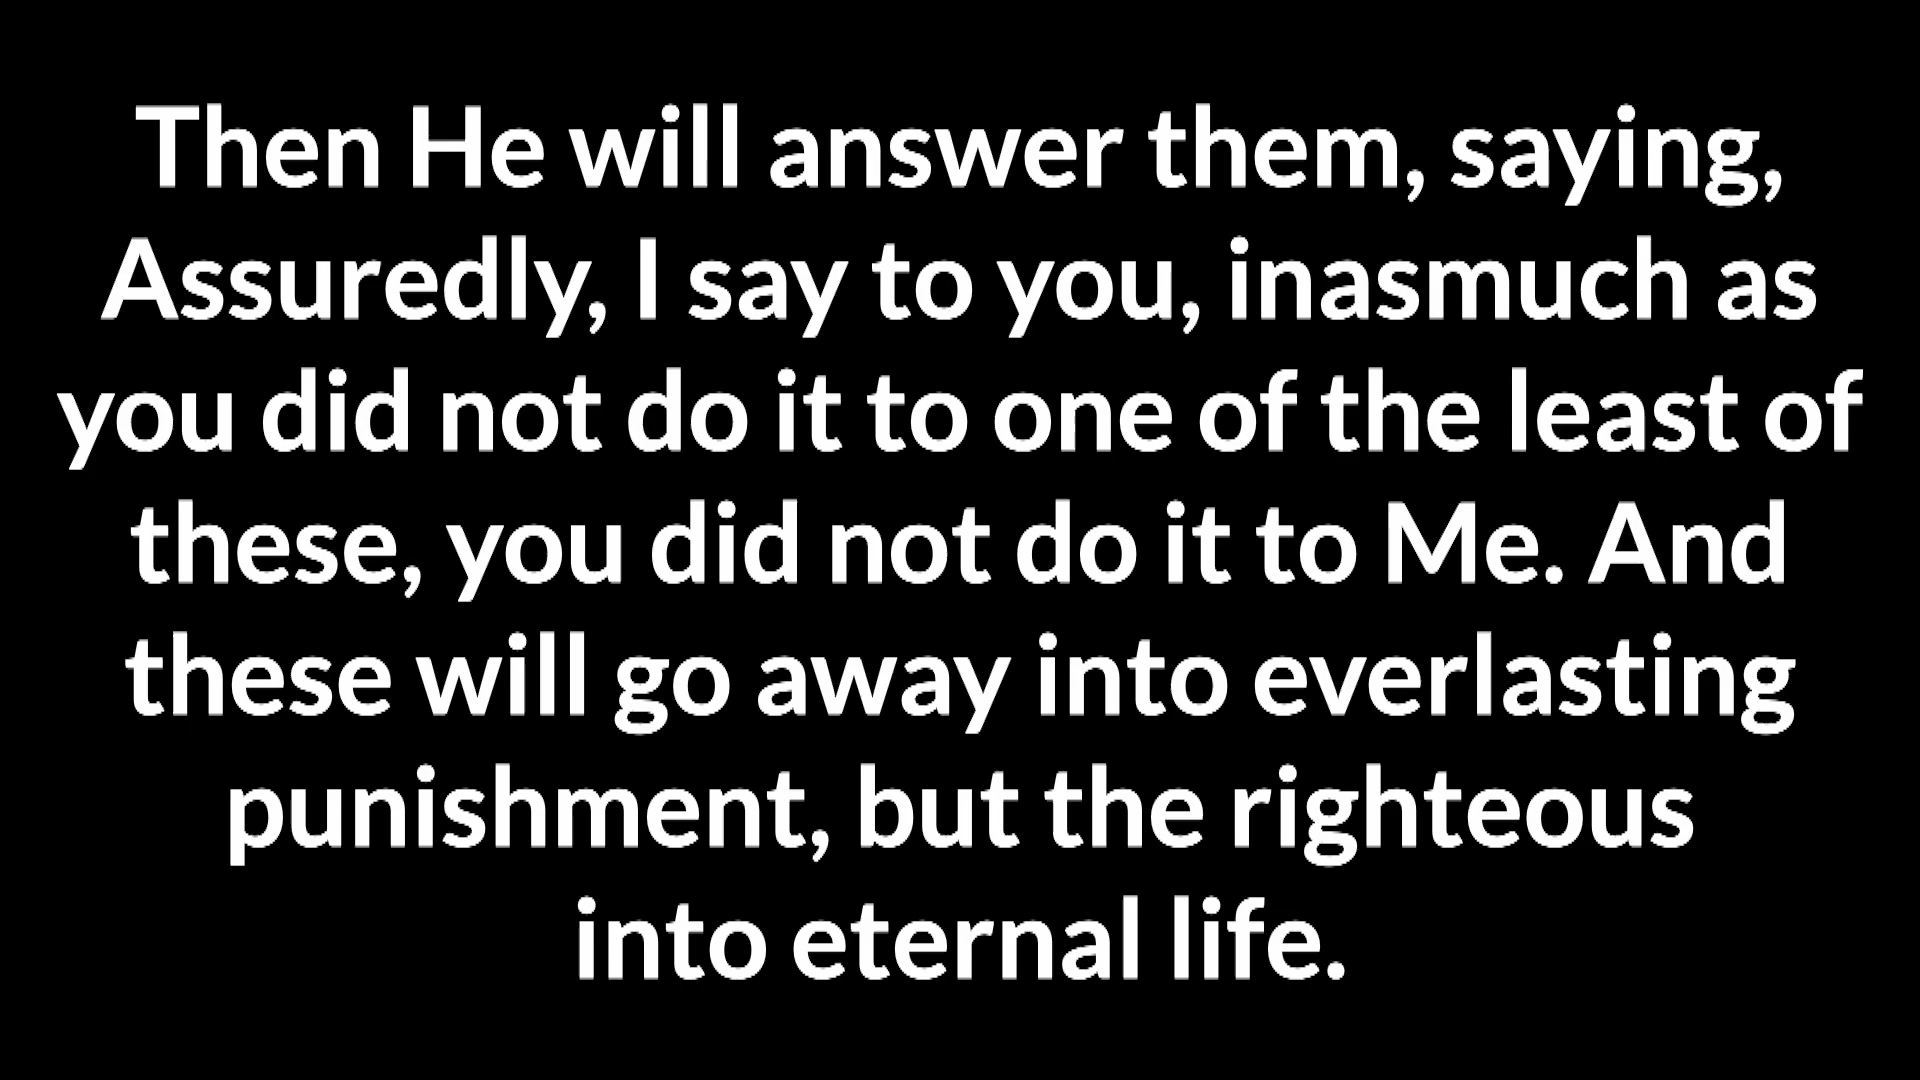 Then He will answer them, saying,
Assuredly, I say to you, inasmuch as
you did not do it to one of the least of
these, you did not do it to Me. And
these will go away into everlasting
punishment, but the righteous
into eternal life.